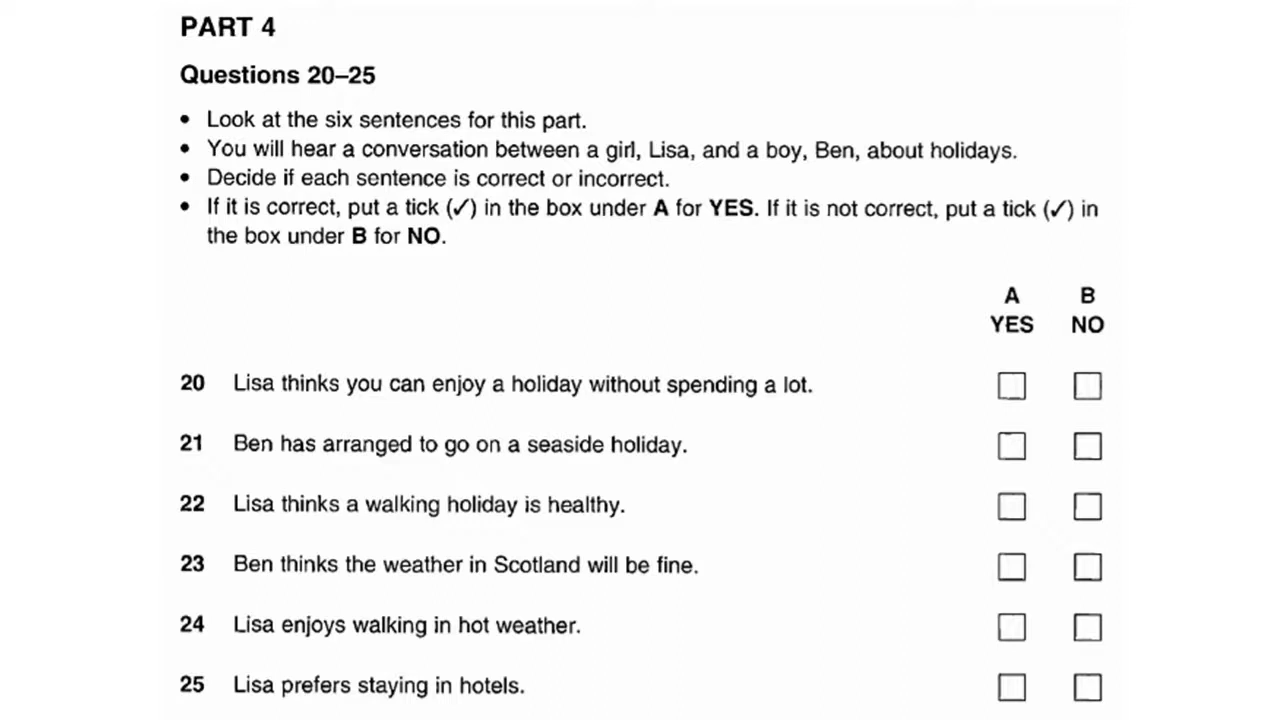 PART 4
Questions 20–25
• Look at the six sentences for this part.
• You will hear a conversation between a girl, Lisa, and a boy, Ben, about holidays.
• Decide if each sentence is correct or incorrect.
• If it is correct, put a tick (✓) in the box under A for YES. If it is not correct, put a tick (✓) in
the box under B for NO.
A B
YES NO
20 Lisa thinks you can enjoy a holiday without spending a lot.
21 Ben has arranged to go on a seaside holiday.
22 Lisa thinks a walking holiday is healthy.
23 Ben thinks the weather in Scotland will be fine.
24 Lisa enjoys walking in hot weather.
25 Lisa prefers staying in hotels.